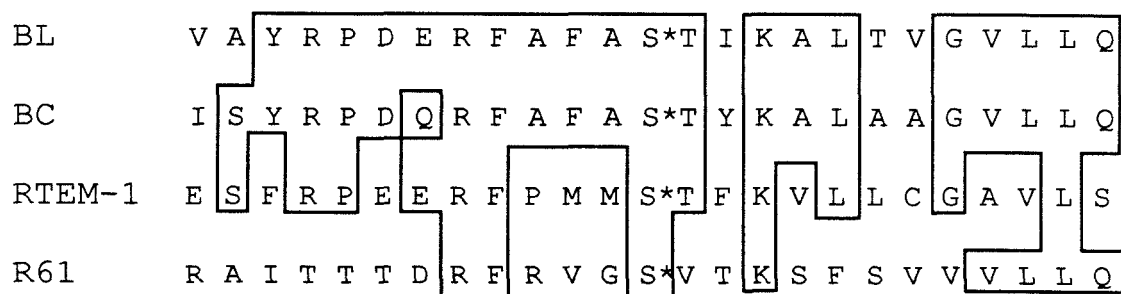 BL V A Y R P D E R F A F A S*T I K A L T V G V L L Q
BC I S Y R P D Q R F A F A S*T Y K A L A A G V L L Q
RTEM-1 E S F R P E E R F P M M S*T F K V L L C G A V L S
R61 R A I T T T D R F R V G S*V T K S F S V V V L L Q